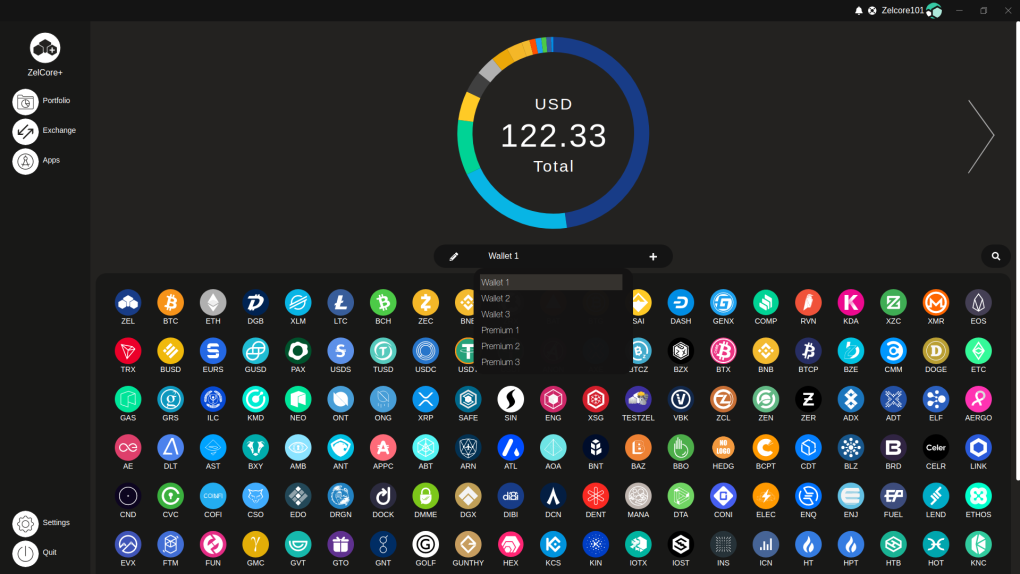 Zelcore101
ZelCore+
Portfolio
Exchange
Apps
USD
122.33
Total
Wallet 1
Wallet 1
Wallet 2
Wallet 3
Premium 1
Premium 2
Premium 3
ZEL BTC ETH DGB XLM LTC BCH ZEC DASH GENX COMP RVN KDA XZC XMR EOS
TRX BUSD EURS GUSD PAX USDS TUSD USDC BZX BTX BNB BTCP BZE CMM DOGE ETC
GAS GRS ILC KMD NEO ONT ONG XRP SAFE SIN ENG XSG TESTZEL VBK ZCL ZEN ZER ADX ADT ELF AERGO
AE DLT AST BXY AMB ANT APPC ABT ARN ATL AOA BNT BAZ BBO HEDG BCPT CDT BLZ BRD CELR LINK
CND CVC COFI CSO EDO DRGN DOCK DMME DGX DIBI DCN DENT MANA DTA CONI ELEC ENQ ENJ FUEL LEND ETHOS
EVX FTM FUN GMC GVT GTO GNT GOLF GUNTHY HEX KCS KIN IOTX IOST INS ICN HT HPT HTB HOT KNC
NO
LOGO
Celer
Settings
Quit